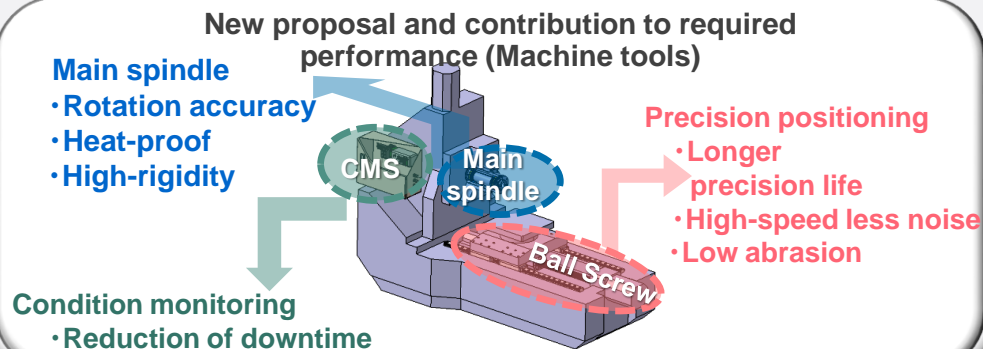 New proposal and contribution to required
performance (Machine tools)
Main spindle
・Rotation accuracy
・Heat-proof
・High-rigidity
CMS
Main
spindle
Ball Screw
Precision positioning
・Longer
precision life
・High-speed less noise
・Low abrasion
Condition monitoring
・Reduction of downtime